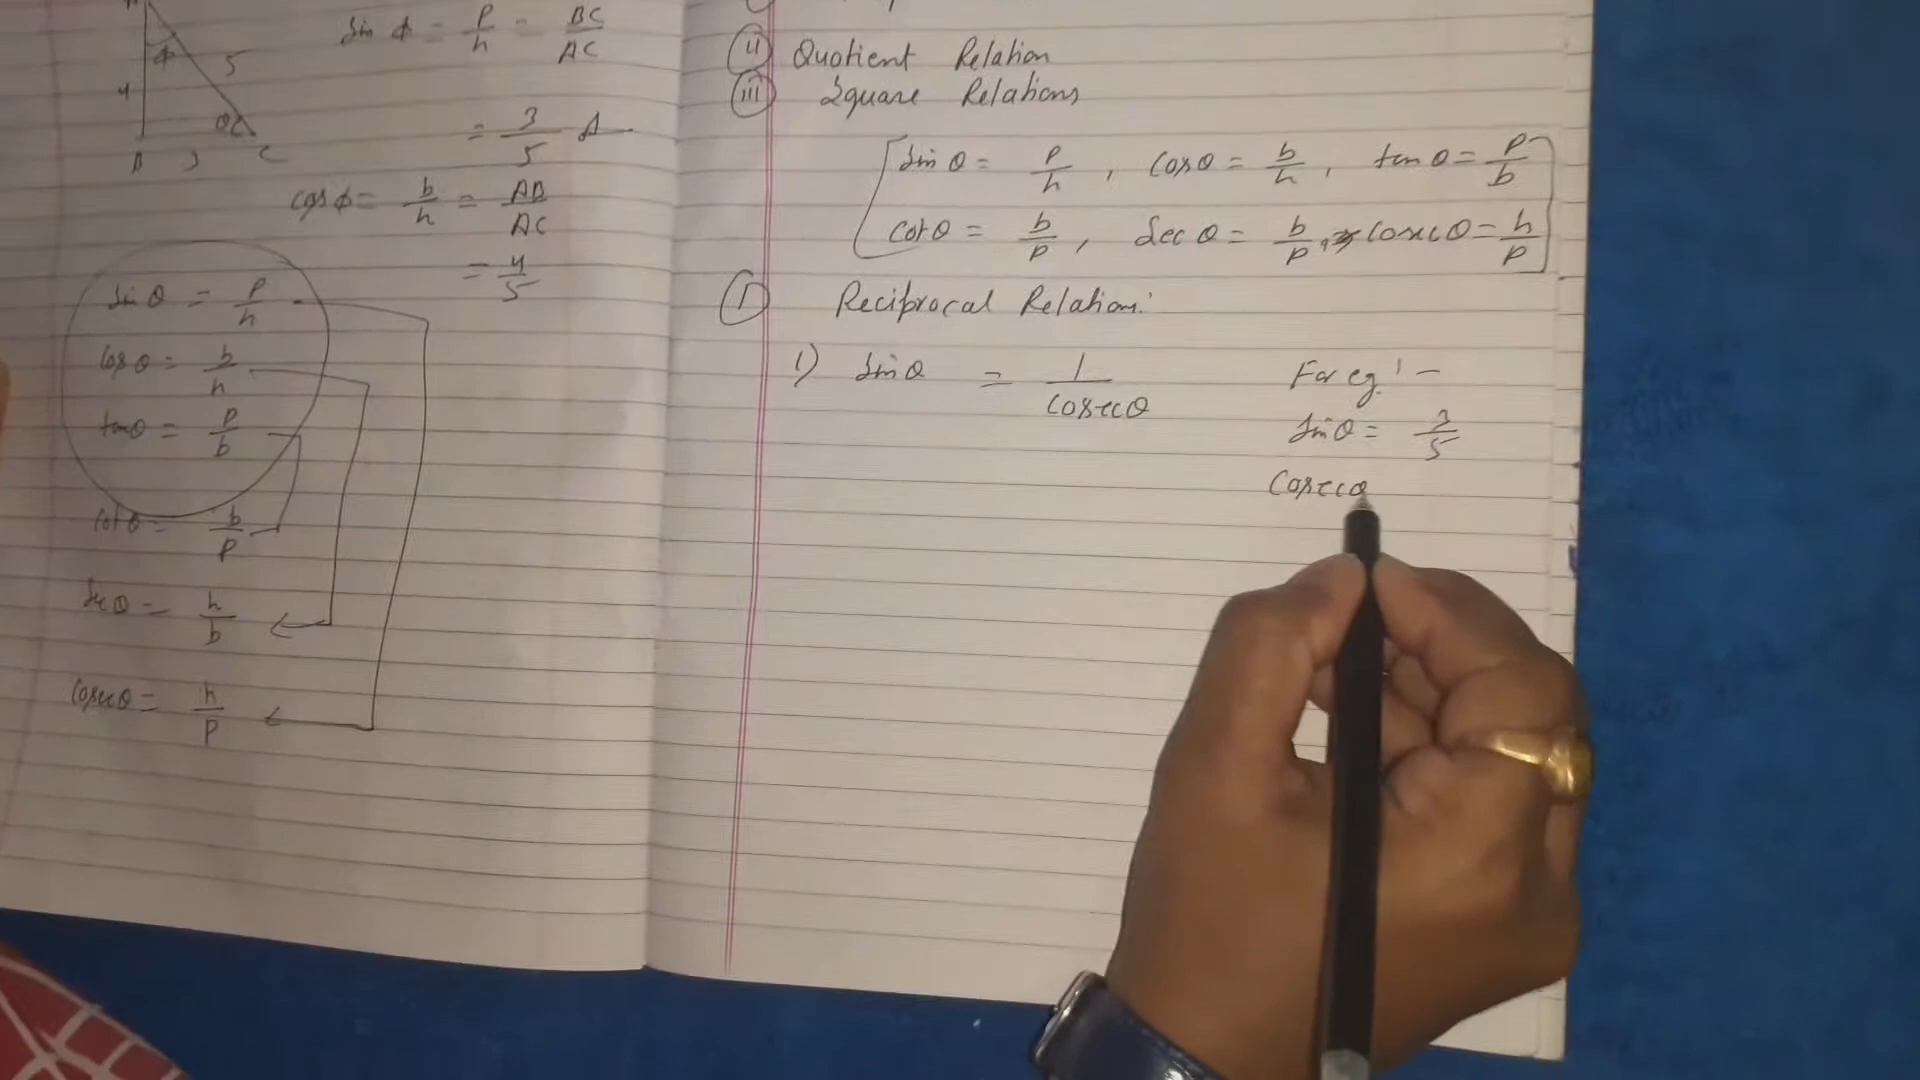 sin ϕ = p/h = BC/AC
ϕ
5
4
θ
B 3 C
= 3/5
cos ϕ = b/h = AB/AC
= 4/5
sin θ = p/h
cos θ = b/h
tan θ = p/b
cot θ = b/p
sec θ = h/b
cosec θ = h/p
(ii) Quotient Relation
(iii) Square Relations
sin θ = p/h , cos θ = b/h , tan θ = p/b
cot θ = b/p , sec θ = b/p , cosec θ = h/p
(I) Reciprocal Relation:
1) sin θ = 1/cosec θ
For eg:-
sin θ = 3/5
Cosec θ